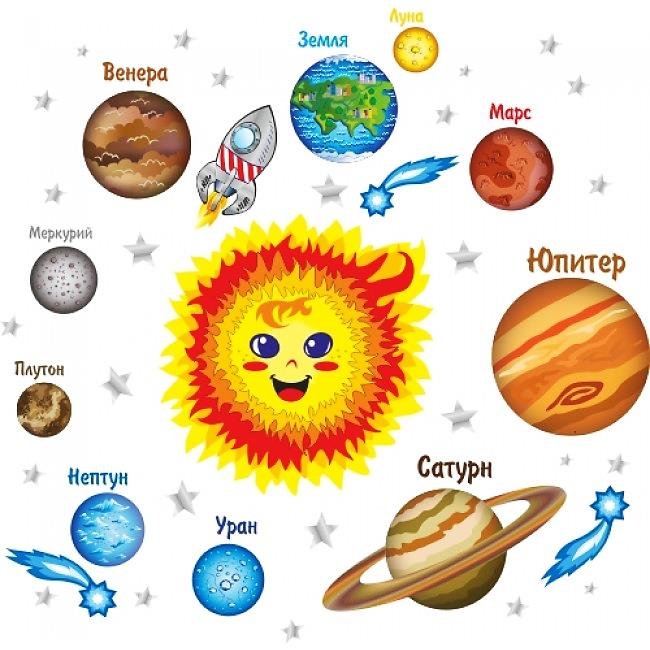 Луна
Земля
Венера
Марс
Меркурий
Юпитер
Плутон
Сатурн
Нептун
Уран